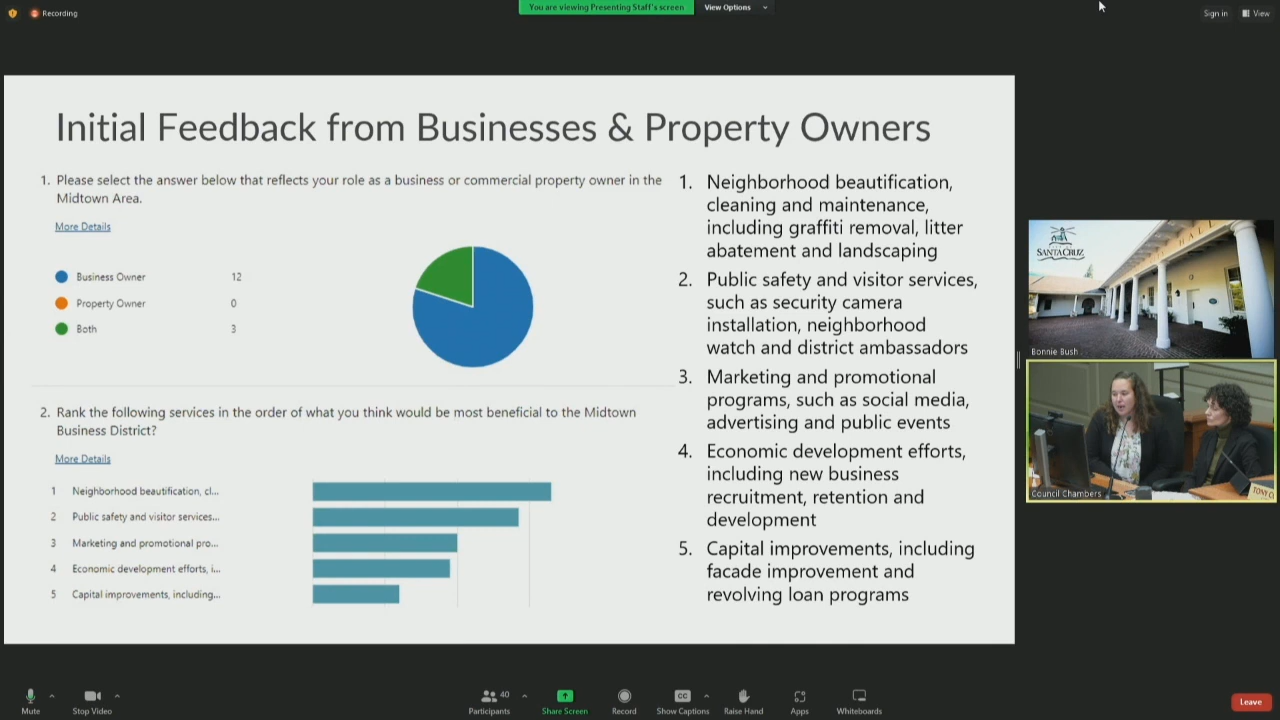 Recording
You are viewing Presenting Staff's screen
View Options
Sign in
View
Initial Feedback from Businesses & Property Owners
1. Please select the answer below that reflects your role as a business or commercial property owner in the
Midtown Area.
More Details
Business Owner 12
Property Owner 0
Both 3
2. Rank the following services in the order of what you think would be most beneficial to the Midtown
Business District?
More Details
1 Neighborhood beautification, cl...
2 Public safety and visitor services...
3 Marketing and promotional pro...
4 Economic development efforts, i...
5 Capital improvements, including...
1. Neighborhood beautification,
cleaning and maintenance,
including graffiti removal, litter
abatement and landscaping
2. Public safety and visitor services,
such as security camera
installation, neighborhood
watch and district ambassadors
3. Marketing and promotional
programs, such as social media,
advertising and public events
4. Economic development efforts,
including new business
recruitment, retention and
development
5. Capital improvements, including
facade improvement and
revolving loan programs
SANTA CRUZ
Bonnie Bush
Council Chambers
Mute
Stop Video
40
Participants
Share Screen
Record
CC
Show Captions
Raise Hand
Apps
Whiteboards
Leave